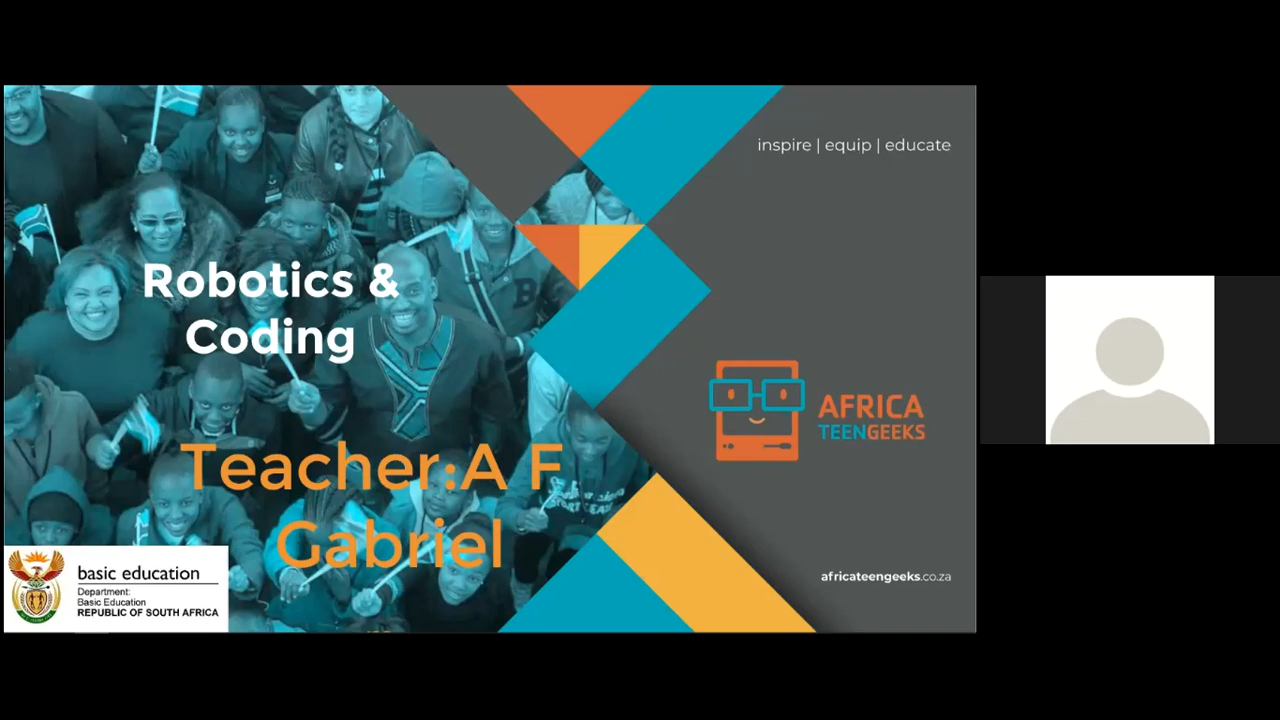 inspire | equip | educate
Robotics &
Coding
AFRICA
TEENGEEKS
Teacher:A F
Gabriel
basic education
Department:
Basic Education
REPUBLIC OF SOUTH AFRICA
africateengeeks.co.za